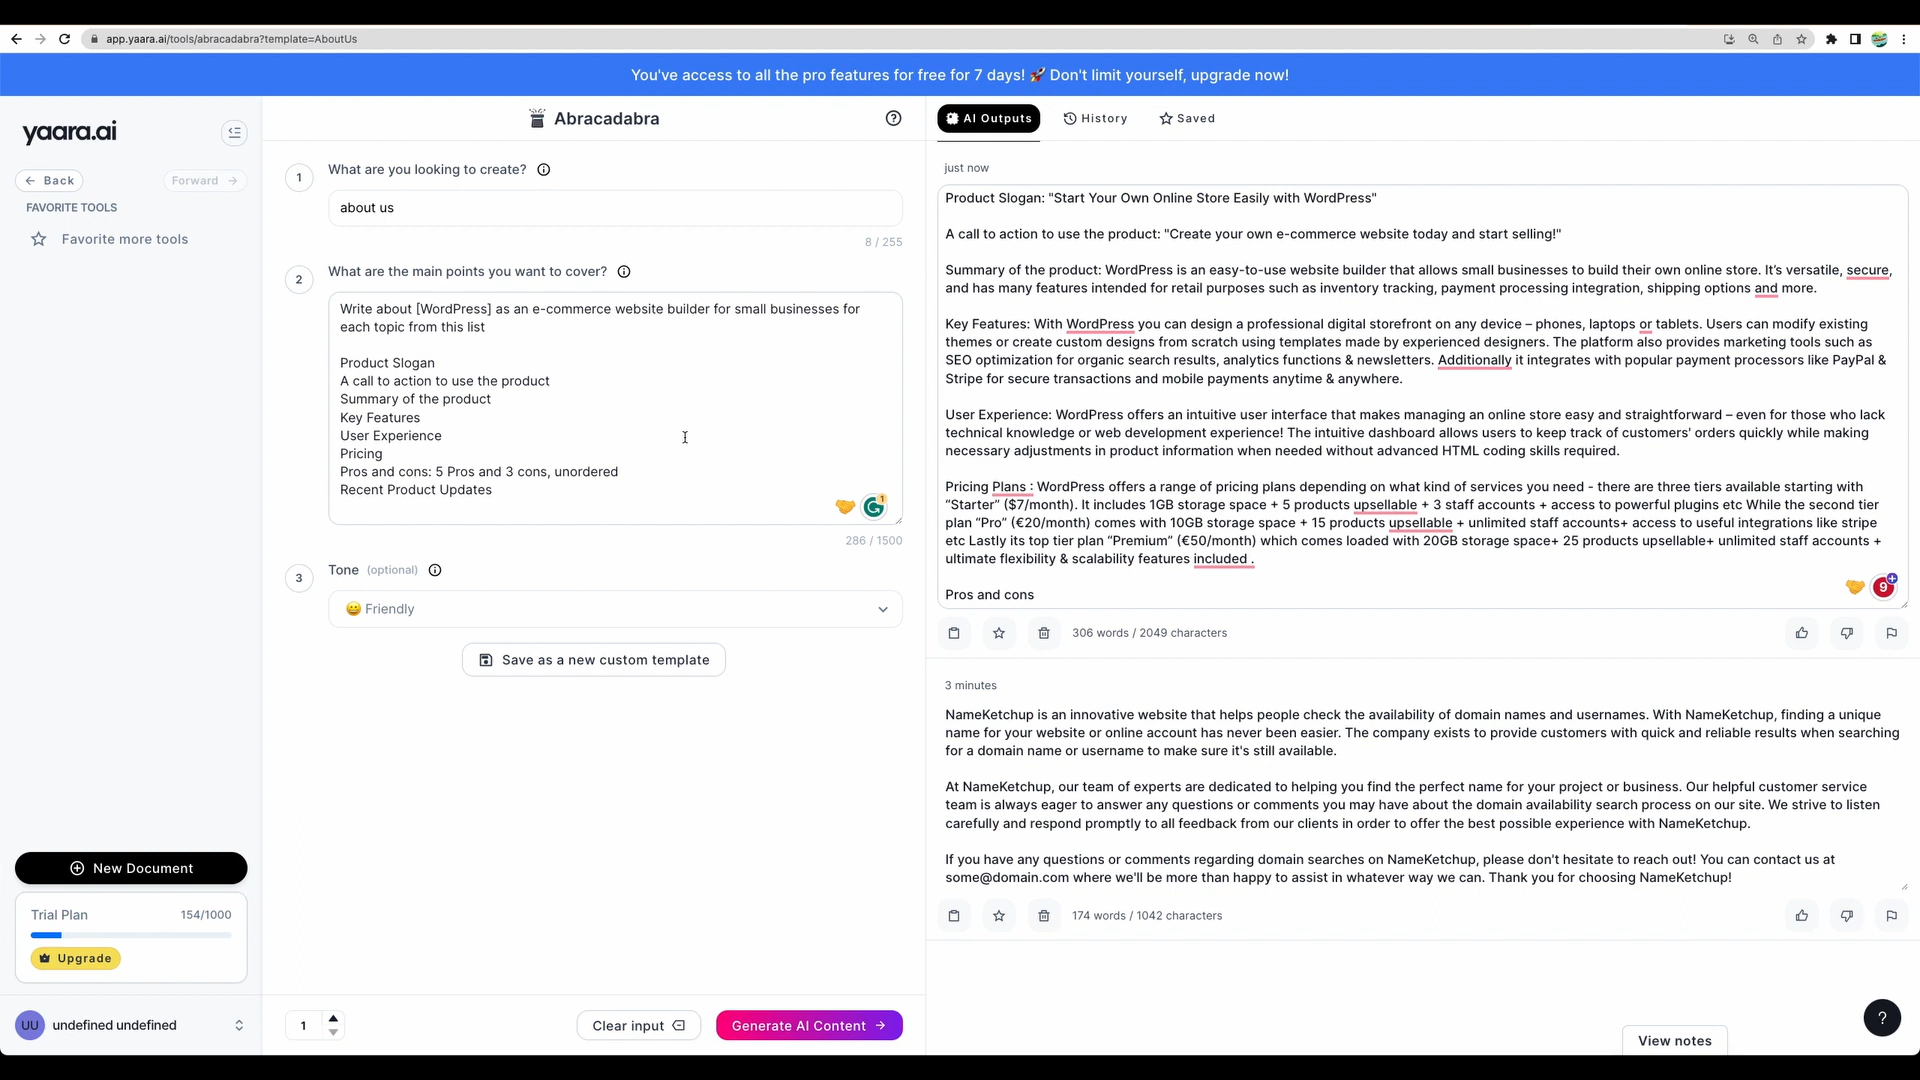 app.yaara.ai/tools/abracadabra?template=AboutUs
You've access to all the pro features for free for 7 days! 🚀 Don't limit yourself, upgrade now!
yaara.ai
Back
Forward
FAVORITE TOOLS
Favorite more tools
New Document
Trial Plan 154/1000
Upgrade
UU undefined undefined
Abracadabra
1 What are you looking to create?
about us
8 / 255
2 What are the main points you want to cover?
Write about [WordPress] as an e-commerce website builder for small businesses for
each topic from this list
Product Slogan
A call to action to use the product
Summary of the product
Key Features
User Experience
Pricing
Pros and cons: 5 Pros and 3 cons, unordered
Recent Product Updates
1
286 / 1500
3 Tone (optional)
😀 Friendly
Save as a new custom template
1
Clear input
Generate AI Content
AI Outputs
History
Saved
just now
Product Slogan: "Start Your Own Online Store Easily with WordPress"
A call to action to use the product: "Create your own e-commerce website today and start selling!"
Summary of the product: WordPress is an easy-to-use website builder that allows small businesses to build their own online store. It’s versatile, secure,
and has many features intended for retail purposes such as inventory tracking, payment processing integration, shipping options and more.
Key Features: With WordPress you can design a professional digital storefront on any device – phones, laptops or tablets. Users can modify existing
themes or create custom designs from scratch using templates made by experienced designers. The platform also provides marketing tools such as
SEO optimization for organic search results, analytics functions & newsletters. Additionally it integrates with popular payment processors like PayPal &
Stripe for secure transactions and mobile payments anytime & anywhere.
User Experience: WordPress offers an intuitive user interface that makes managing an online store easy and straightforward – even for those who lack
technical knowledge or web development experience! The intuitive dashboard allows users to keep track of customers' orders quickly while making
necessary adjustments in product information when needed without advanced HTML coding skills required.
Pricing Plans : WordPress offers a range of pricing plans depending on what kind of services you need - there are three tiers available starting with
“Starter” ($7/month). It includes 1GB storage space + 5 products upsellable + 3 staff accounts + access to powerful plugins etc While the second tier
plan “Pro” (€20/month) comes with 10GB storage space + 15 products upsellable + unlimited staff accounts+ access to useful integrations like stripe
etc Lastly its top tier plan “Premium” (€50/month) which comes loaded with 20GB storage space+ 25 products upsellable+ unlimited staff accounts +
ultimate flexibility & scalability features included .
Pros and cons
9
306 words / 2049 characters
3 minutes
NameKetchup is an innovative website that helps people check the availability of domain names and usernames. With NameKetchup, finding a unique
name for your website or online account has never been easier. The company exists to provide customers with quick and reliable results when searching
for a domain name or username to make sure it's still available.
At NameKetchup, our team of experts are dedicated to helping you find the perfect name for your project or business. Our helpful customer service
team is always eager to answer any questions or comments you may have about the domain availability search process on our site. We strive to listen
carefully and respond promptly to all feedback from our clients in order to offer the best possible experience with NameKetchup.
If you have any questions or comments regarding domain searches on NameKetchup, please don't hesitate to reach out! You can contact us at
some@domain.com where we'll be more than happy to assist in whatever way we can. Thank you for choosing NameKetchup!
174 words / 1042 characters
?
View notes